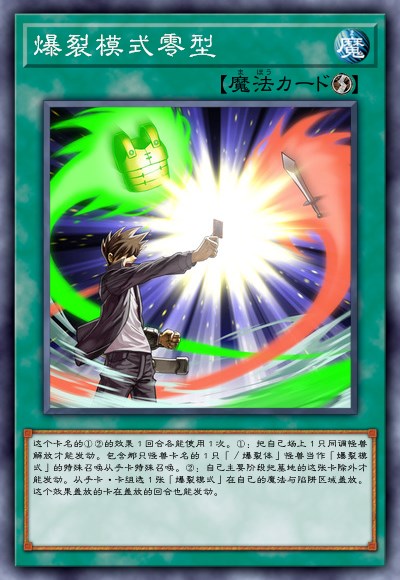 爆裂模式零型
魔
【魔法カード】
ま ほう
这个卡名的①②的效果1回合各能使用1次。①：把自己场上1只同调怪兽
解放才能发动。包含那只怪兽卡名的1只「／爆裂体」怪兽当作「爆裂模
式」的特殊召唤从手卡特殊召唤。②：自己主要阶段把墓地的这张卡除外才
能发动。从手卡·卡组选1张「爆裂模式」在自己的魔法与陷阱区域盖放。
这个效果盖放的卡在盖放的回合也能发动。